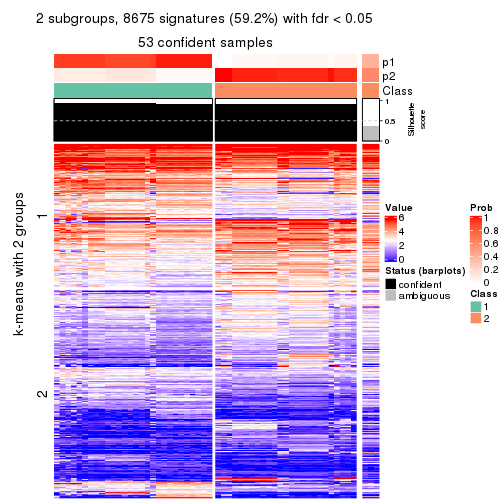 2 subgroups, 8675 signatures (59.2%) with fdr < 0.05
53 confident samples
p1
p2
Class
1
0.5
0
Silhouette
score
k-means with 2 groups
1
2
Value
6
4
2
0
Status (barplots)
confident
ambiguous
Prob
1
0.8
0.6
0.4
0.2
0
Class
1
2